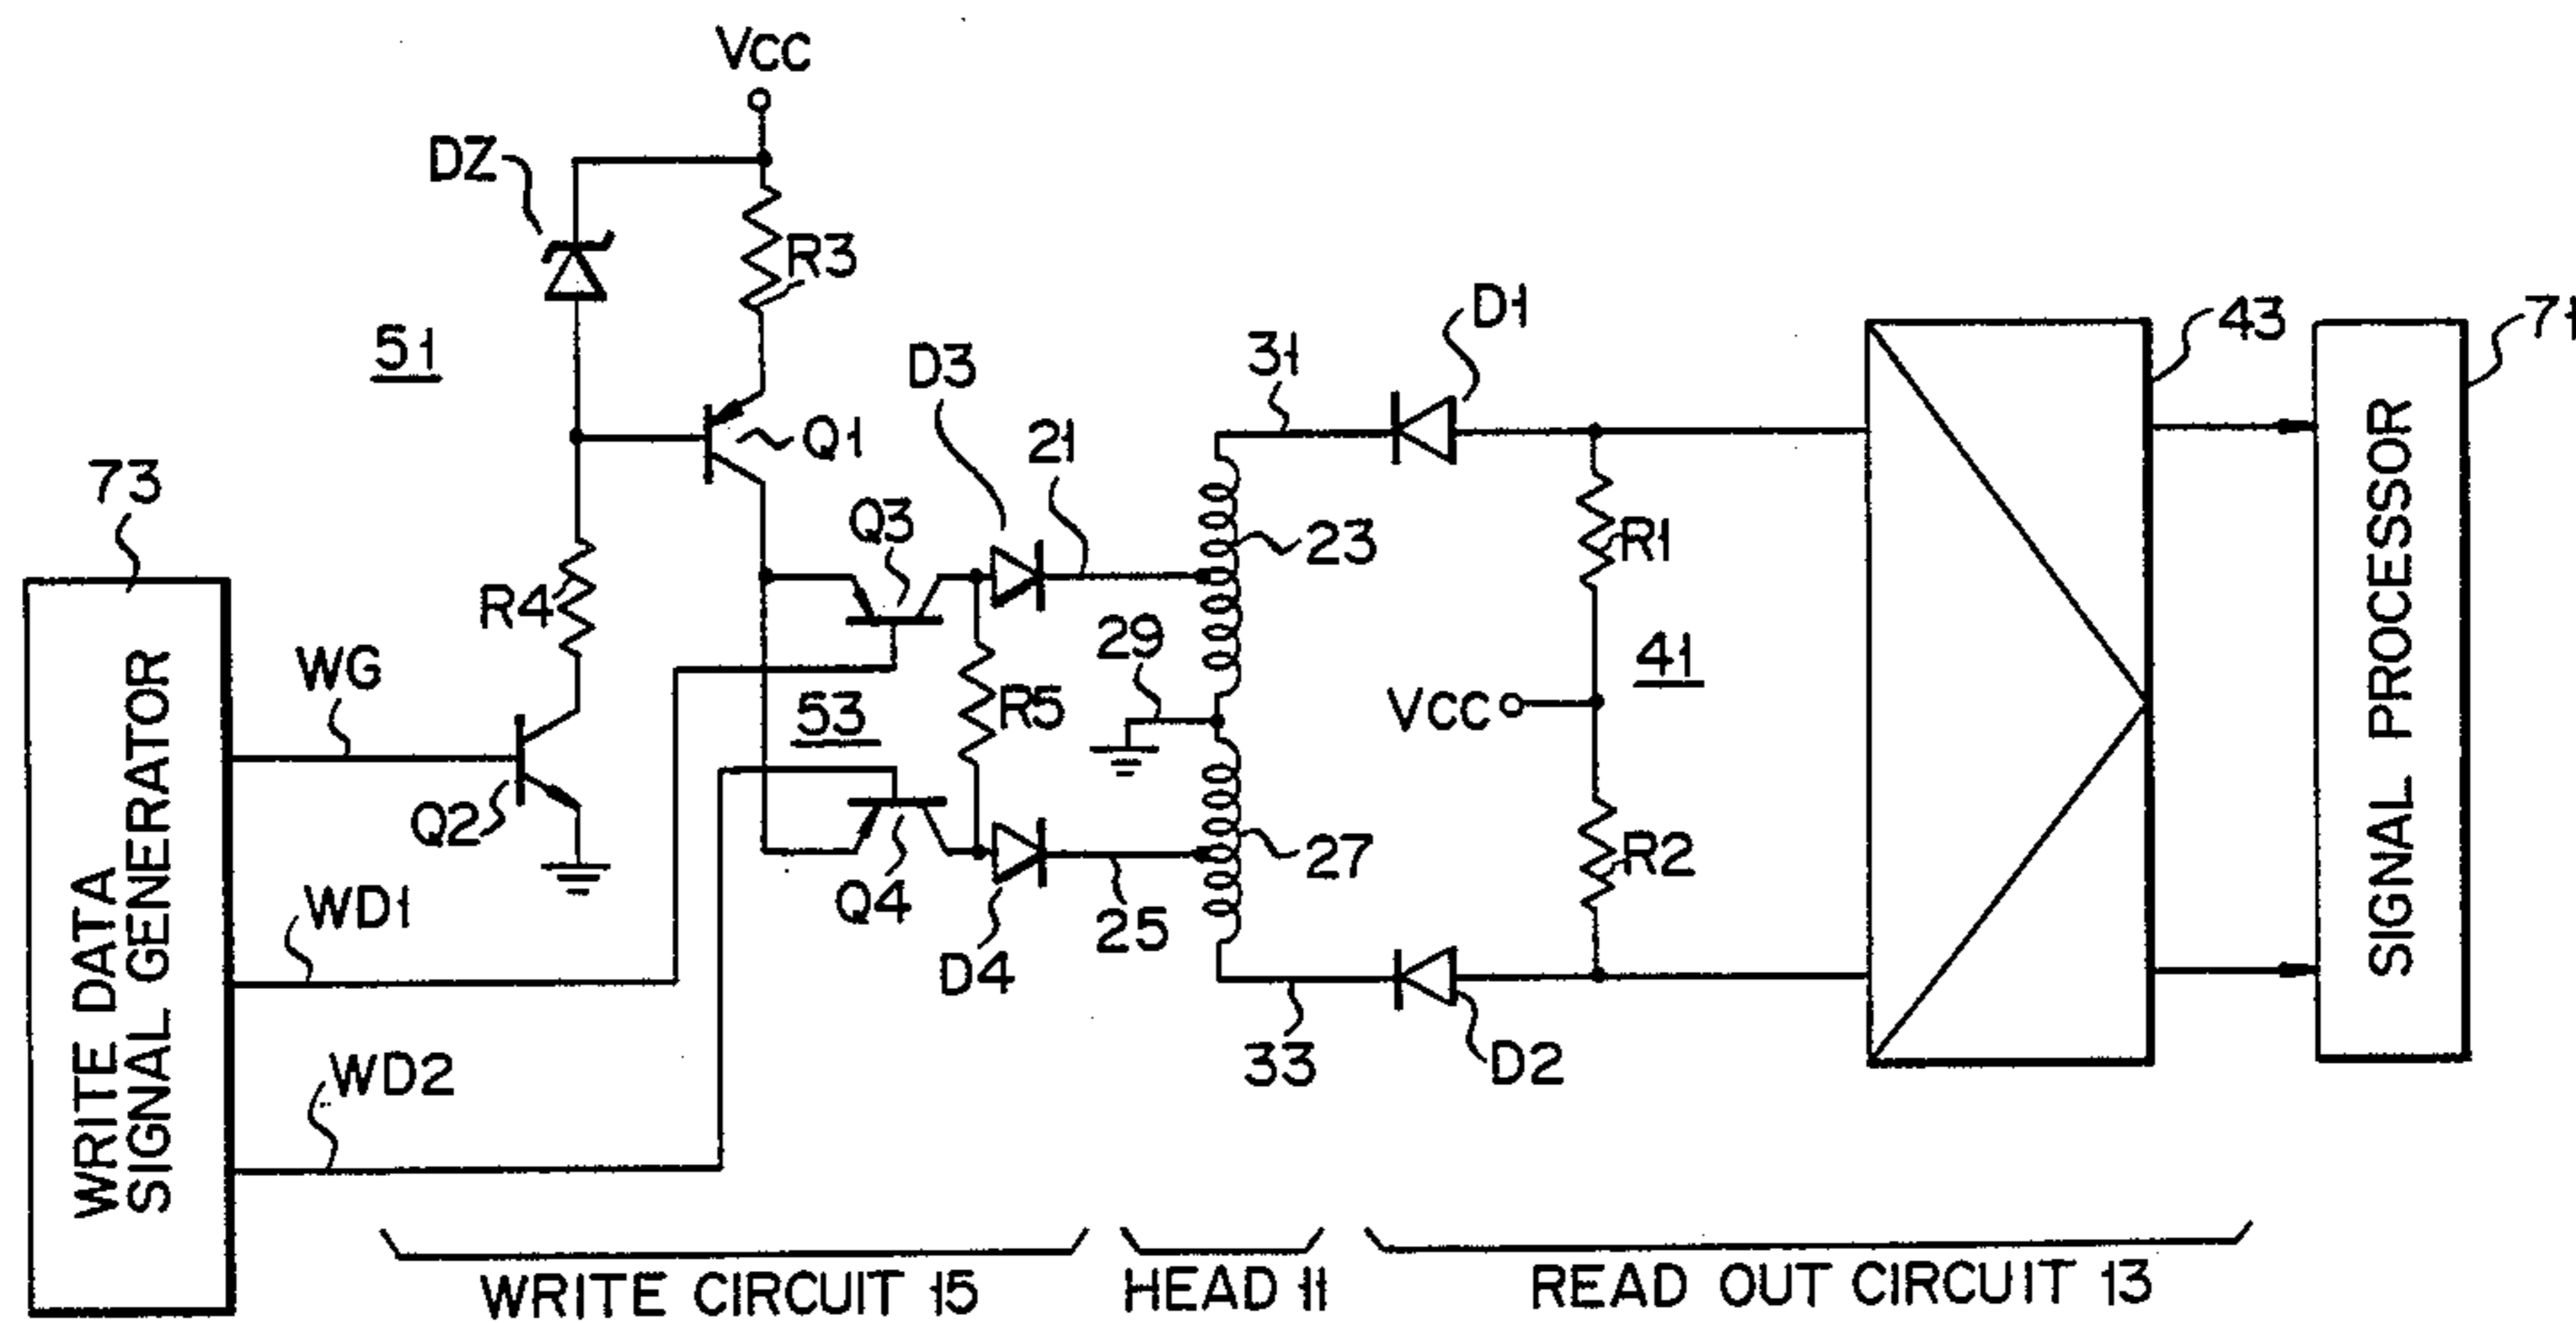 VCC
DZ
R3
51
D3
Q1
21
31
D1
43
71
73
Q3
23
R1
R4
29
41
WG
53
R5
VCC
Q2
Q4
27
R2
WD1
D4
25
33
D2
WD2
WRITE DATA
SIGNAL GENERATOR
SIGNAL PROCESSOR
WRITE CIRCUIT 15
HEAD 11
READ OUT CIRCUIT 13